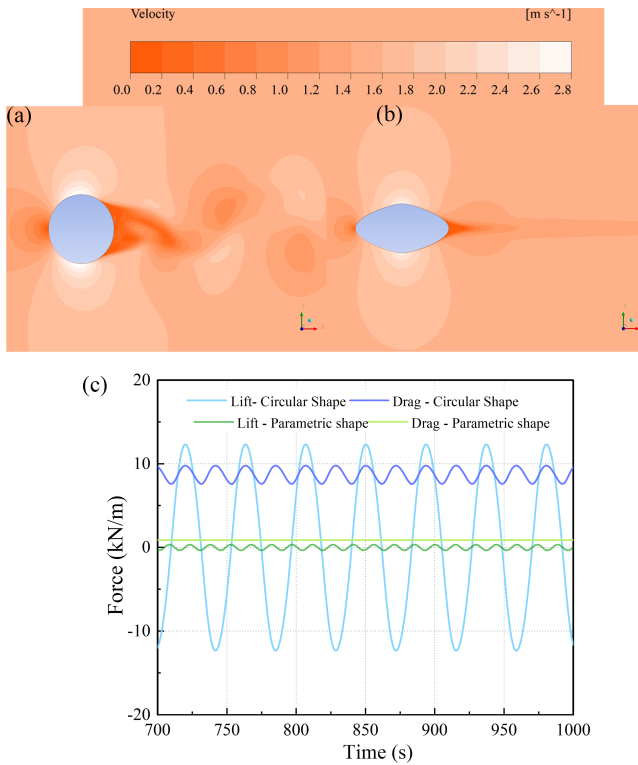 Velocity [m s^-1]
0.0 0.2 0.4 0.6 0.8 1.0 1.2 1.4 1.6 1.8 2.0 2.2 2.4 2.6 2.8
(a) (b)
(c)
20
10
0
-10
-20
Force (kN/m)
Lift- Circular Shape Drag - Circular Shape
Lift - Parametric shape Drag - Parametric shape
700 750 800 850 900 950 1000
Time (s)